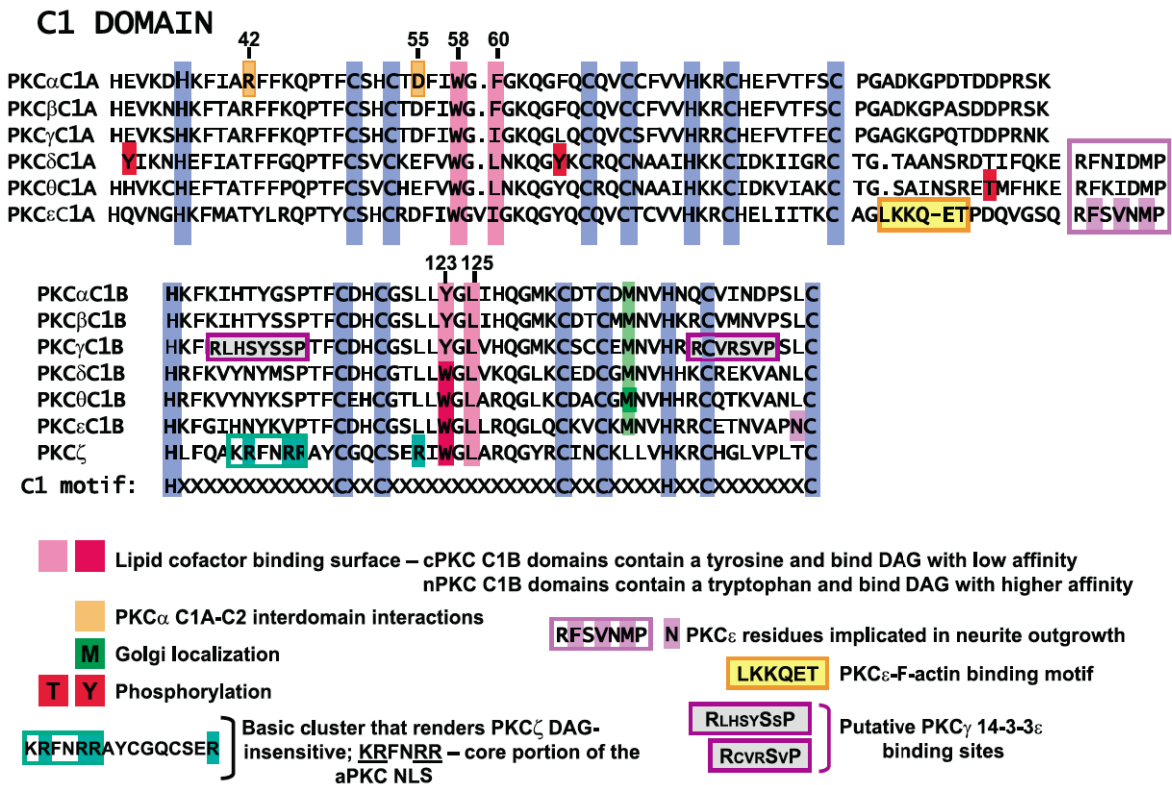 C1 DOMAIN
42 55 58 60
PKCαC1A HEVKDHKFIARFFKQPTFCSHCTDFIWG.FGKQGFQCQVCCFVVHKRCHEFVTFSC PGADKGPDTDDPRSK
PKCβC1A HEVKNHKFTARFFKQPTFCSHCTDFIWG.FGKQGFQCQVCCFVVHKRCHEFVTFSC PGADKGPASDDPRSK
PKCγC1A HEVKSHKFTARFFKQPTFCSHCTDFIWG.IGKQGLQCQVCSFVVHRRCHEFVTFEC PGAGKGPQTDDPRNK
PKCδC1A YIKNHEFIATFFGQPTFCSVCKEFVWG.LNKQGYKCRQCNAAIHKKCIDKIIGRC TG.TAANSRDTIFQKE RFNIDMP
PKCθC1A HHVKCHEFTATFFPQPTFCSVCHEFVWG.LNKQGYKCRQCNAAIHKKCIDKVIAKC TG.SAINSRETMFHKE RFKIDMP
PKCεC1A HQVNGHKFMATYLRQPTYCSHCRDFIWGVIGKQGYQCQVCTCVVHKRCHELIITKC AGLKKQ-ETPDQVGSQ RFSVNMP
123 125
PKCαC1B HKFKIHTYGSPTFCDHCGSLLYGLIHQGMKCDTCDMNVHNQCVINDPSLC
PKCβC1B HKFKIHTYSSPTFCDHCGSLLYGLIHQGMKCDTCMMNVHKRCVMNVPSLC
PKCγC1B HKFRLHSYSSPTFCDHCGSLLYGLVHQGMKCSCCEMNVHRRCVRSVPSLC
PKCδC1B HRFKVYNYMSPTFCDHCGTLLWGLVKQGLKCEDCGMNVHHKCREKVANLC
PKCθC1B HRFKVYNYKSPTFCEHCGTLLWGLARQGLKCDACGMNVHHRCQTKVANLC
PKCεC1B HKFGIHNYKVPTFCDHCGSLLWGLLRQGLQCKVCKMNVHRRCETNVAPNC
PKCζ HLFQAKRFNRRAYCGQCSERIWGLARQGYRCINCKLLVHKRCHGLVPLTC
C1 motif: HXXXXXXXXXXXXCXXCXXXXXXXXXXXXXCXXCXXXXHXXCXXXXXXXC
Lipid cofactor binding surface – cPKC C1B domains contain a tyrosine and bind DAG with low affinity
nPKC C1B domains contain a tryptophan and bind DAG with higher affinity
PKCα C1A-C2 interdomain interactions
RFSVNMP N PKCε residues implicated in neurite outgrowth
M Golgi localization
LKKQET PKCε-F-actin binding motif
T Y Phosphorylation
KRFNRRAYCGQCSER Basic cluster that renders PKCζ DAG-
insensitive; KRFNRR – core portion of the
aPKC NLS
RLHSYSSP
RCVRSVP
Putative PKCγ 14-3-3ε
binding sites